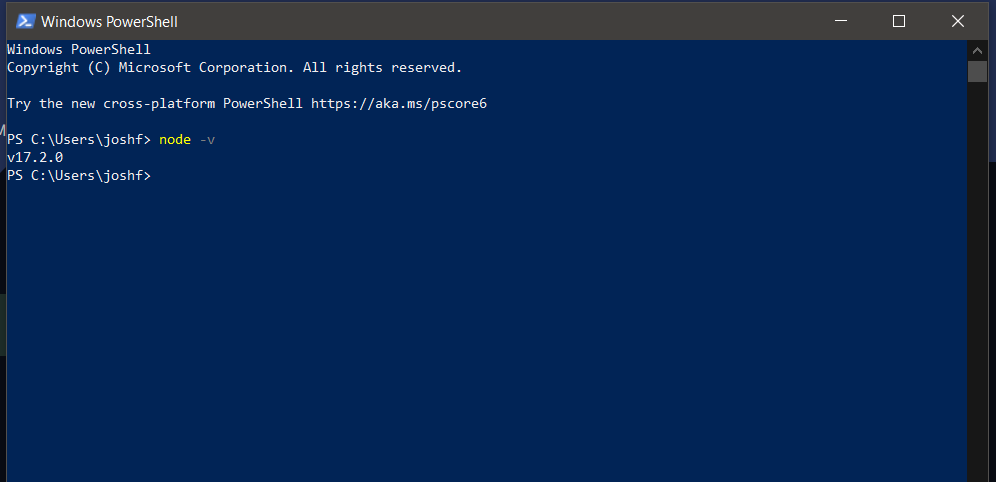 Windows PowerShell
Windows PowerShell
Copyright (C) Microsoft Corporation. All rights reserved.
Try the new cross-platform PowerShell https://aka.ms/pscore6
PS C:\Users\joshf> node -v
v17.2.0
PS C:\Users\joshf>